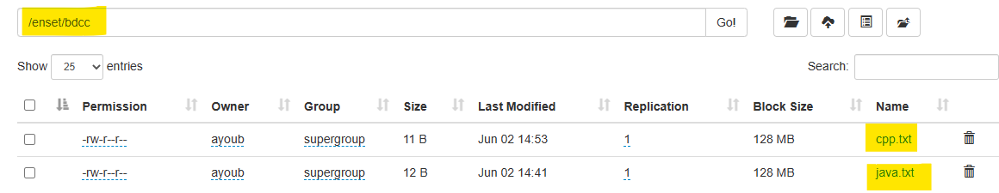 /enset/bdcc Go!
Show 25 entries Search:
Permission Owner Group Size Last Modified Replication Block Size Name
-rw-r--r-- ayoub supergroup 11 B Jun 02 14:53 1 128 MB cpp.txt
-rw-r--r-- ayoub supergroup 12 B Jun 02 14:41 1 128 MB java.txt